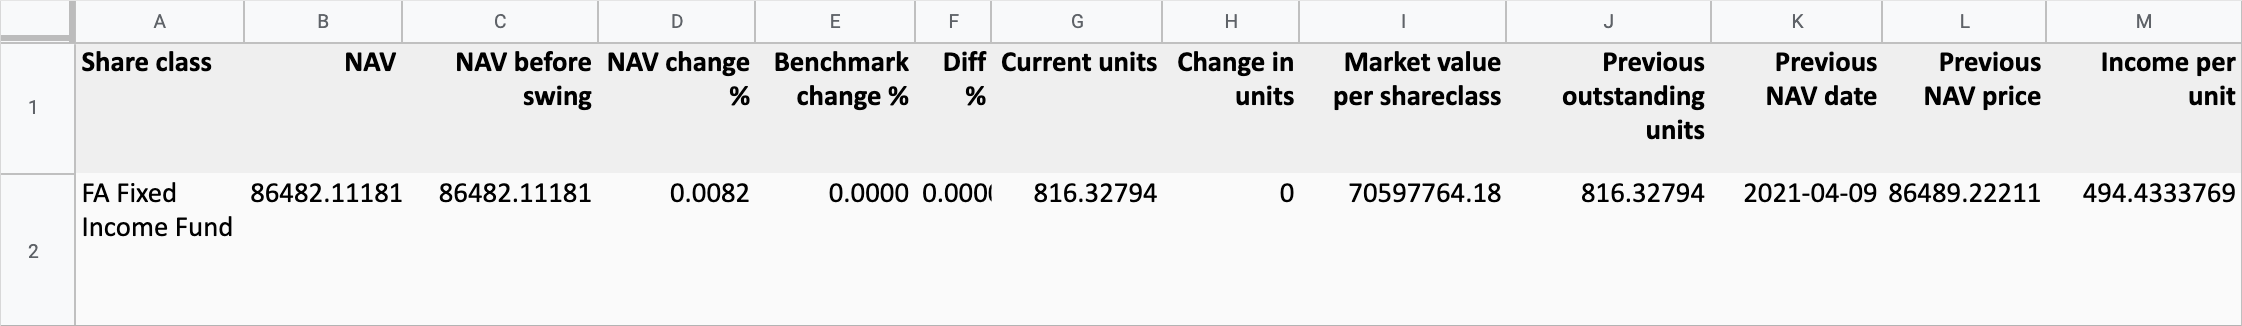 A B C D E F G H I J K L M
1
Share class NAV NAV before swing NAV change % Benchmark change % Diff % Current units Change in units Market value per shareclass Previous outstanding units Previous NAV date Previous NAV price Income per unit
2
FA Fixed Income Fund 86482.11181 86482.11181 0.0082 0.0000 0.000 816.32794 0 70597764.18 816.32794 2021-04-09 86489.22211 494.4333769